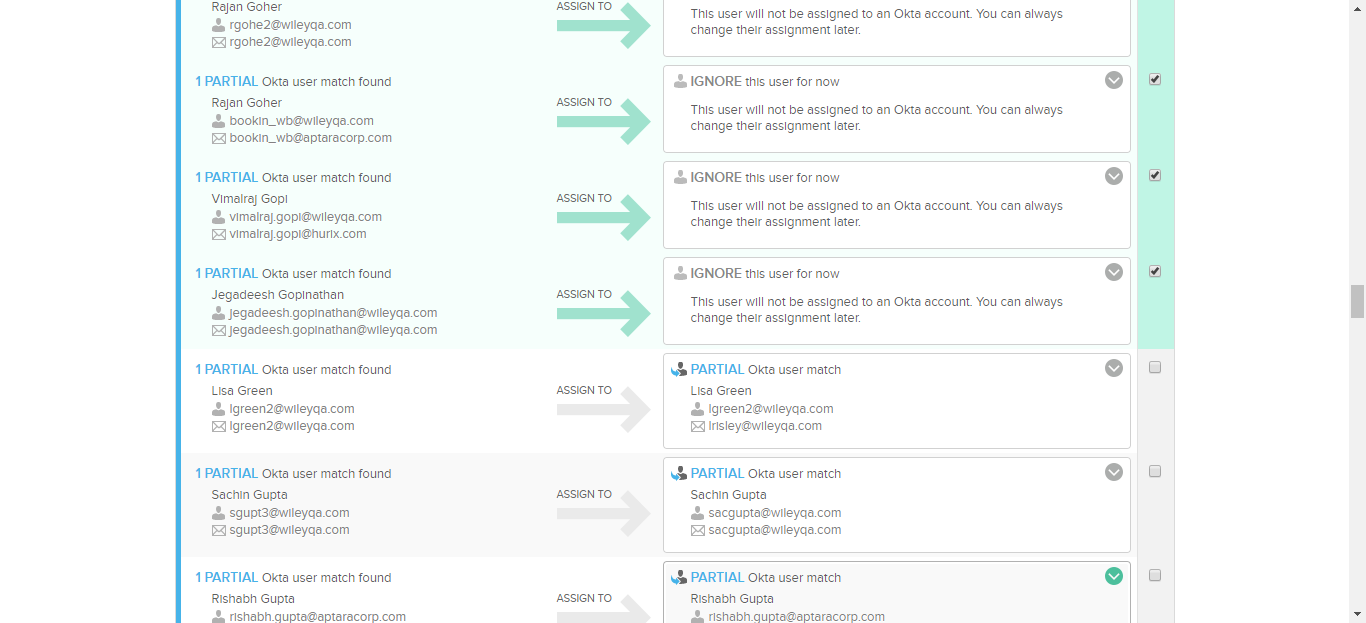 Rajan Goher
rgohe2@wileyqa.com
rgohe2@wileyqa.com
ASSIGN TO
This user will not be assigned to an Okta account. You can always
change their assignment later.
1 PARTIAL Okta user match found
Rajan Goher
bookin_wb@wileyqa.com
bookin_wb@aptaracorp.com
ASSIGN TO
IGNORE this user for now
This user will not be assigned to an Okta account. You can always
change their assignment later.
1 PARTIAL Okta user match found
Vimalraj Gopi
vimalraj.gopi@wileyqa.com
vimalraj.gopi@hurix.com
ASSIGN TO
IGNORE this user for now
This user will not be assigned to an Okta account. You can always
change their assignment later.
1 PARTIAL Okta user match found
Jegadeesh Gopinathan
jegadeesh.gopinathan@wileyqa.com
jegadeesh.gopinathan@wileyqa.com
ASSIGN TO
IGNORE this user for now
This user will not be assigned to an Okta account. You can always
change their assignment later.
1 PARTIAL Okta user match found
Lisa Green
lgreen2@wileyqa.com
lgreen2@wileyqa.com
ASSIGN TO
PARTIAL Okta user match
Lisa Green
lgreen2@wileyqa.com
lrisley@wileyqa.com
1 PARTIAL Okta user match found
Sachin Gupta
sgupt3@wileyqa.com
sgupt3@wileyqa.com
ASSIGN TO
PARTIAL Okta user match
Sachin Gupta
sacgupta@wileyqa.com
sacgupta@wileyqa.com
1 PARTIAL Okta user match found
Rishabh Gupta
rishabh.gupta@aptaracorp.com
ASSIGN TO
PARTIAL Okta user match
Rishabh Gupta
rishabh.gupta@aptaracorp.com